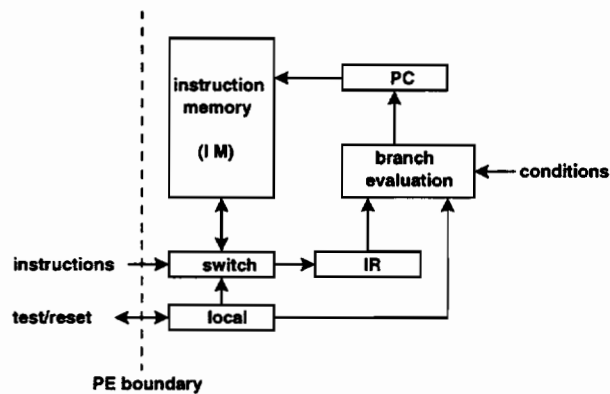 instruction
memory
(I M)
PC
branch
evaluation
conditions
instructions
switch
IR
test/reset
local
PE boundary